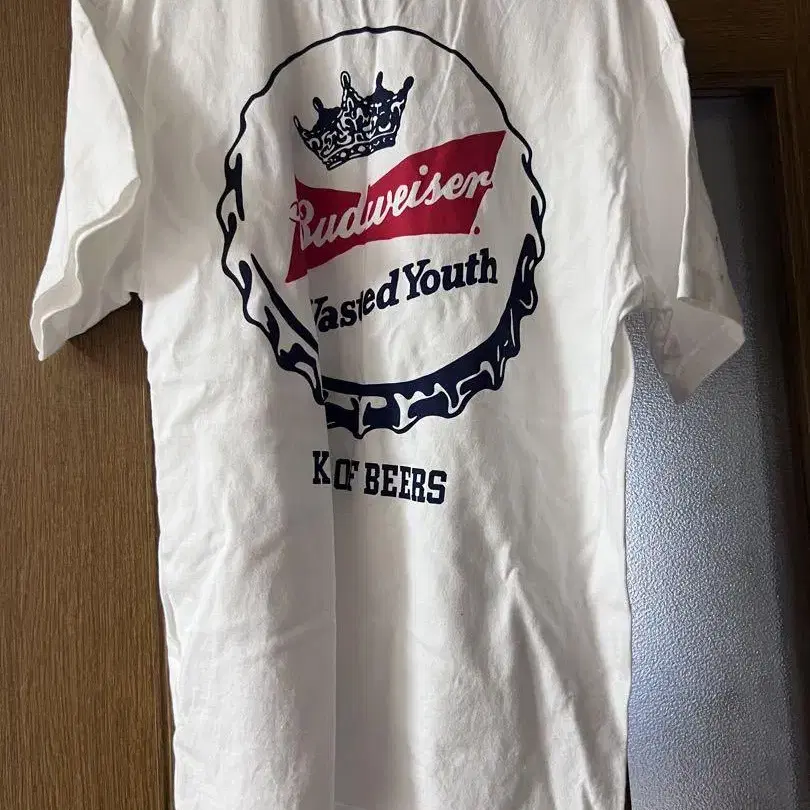 Budweiser
Wasted Youth
K OF BEERS